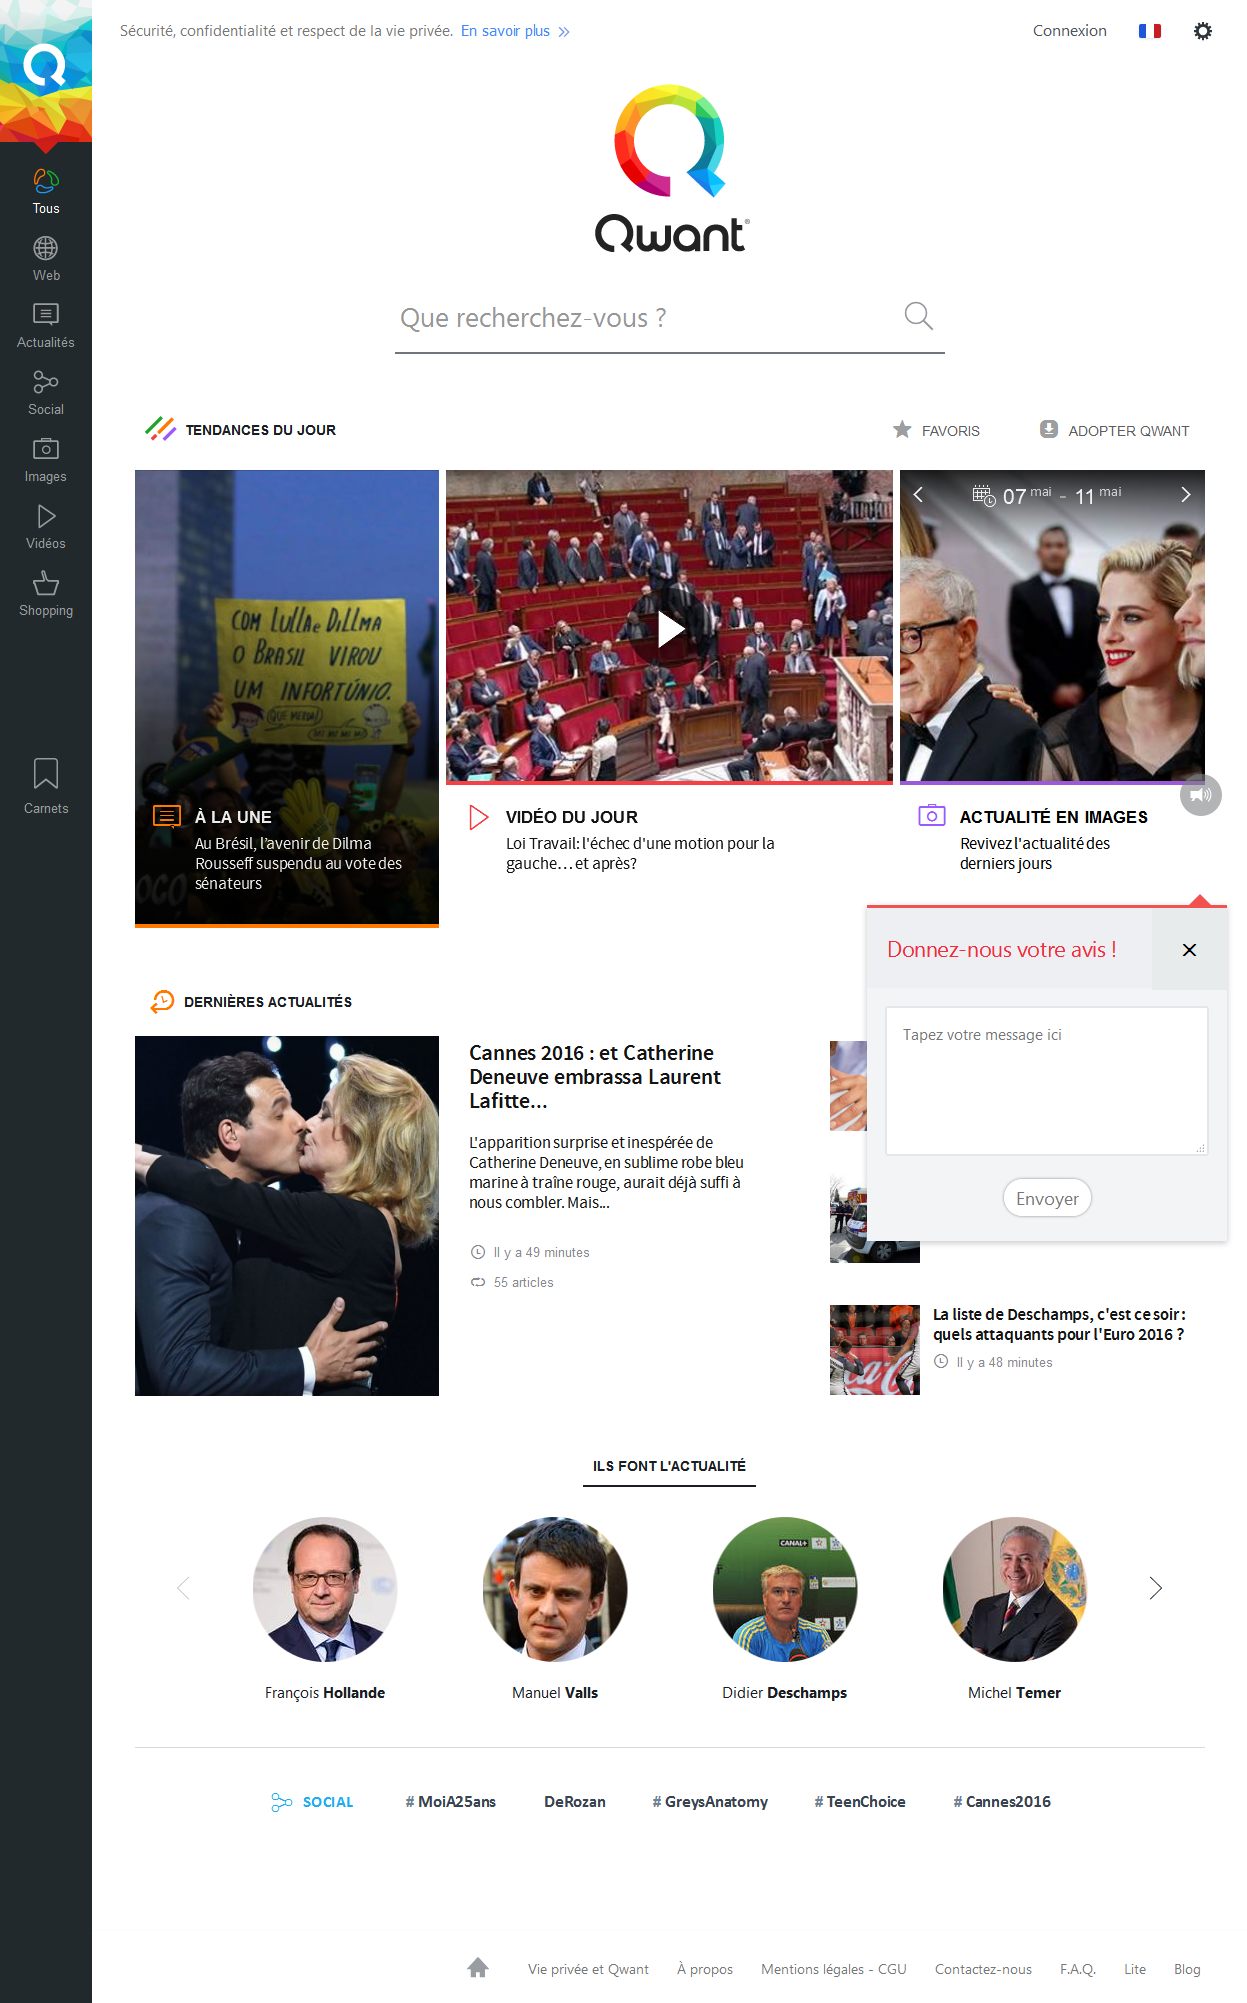 Sécurité, confidentialité et respect de la vie privée. En savoir plus »
Connexion
Tous
Web
Actualités
Social
Images
Vidéos
Shopping
Carnets
Qwant®
Que recherchez-vous ?
TENDANCES DU JOUR
FAVORIS
ADOPTER QWANT
COM LULLA e DILLMA
O BRASIL VIROU
UM INFORTÚNIO.
À LA UNE
Au Brésil, l'avenir de Dilma
Rousseff suspendu au vote des
sénateurs
VIDÉO DU JOUR
Loi Travail: l'échec d'une motion pour la
gauche... et après?
07 mai - 11 mai
ACTUALITÉ EN IMAGES
Revivez l'actualité des
derniers jours
Donnez-nous votre avis !
Tapez votre message ici
Envoyer
DERNIÈRES ACTUALITÉS
Cannes 2016 : et Catherine
Deneuve embrassa Laurent
Lafitte...
L'apparition surprise et inespérée de
Catherine Deneuve, en sublime robe bleu
marine à traîne rouge, aurait déjà suffi à
nous combler. Mais...
Il y a 49 minutes
55 articles
La liste de Deschamps, c'est ce soir :
quels attaquants pour l'Euro 2016 ?
Il y a 48 minutes
ILS FONT L'ACTUALITÉ
CANAL+
François Hollande
Manuel Valls
Didier Deschamps
Michel Temer
SOCIAL
# MoiA25ans
DeRozan
# GreysAnatomy
# TeenChoice
# Cannes2016
Vie privée et Qwant
À propos
Mentions légales - CGU
Contactez-nous
F.A.Q.
Lite
Blog